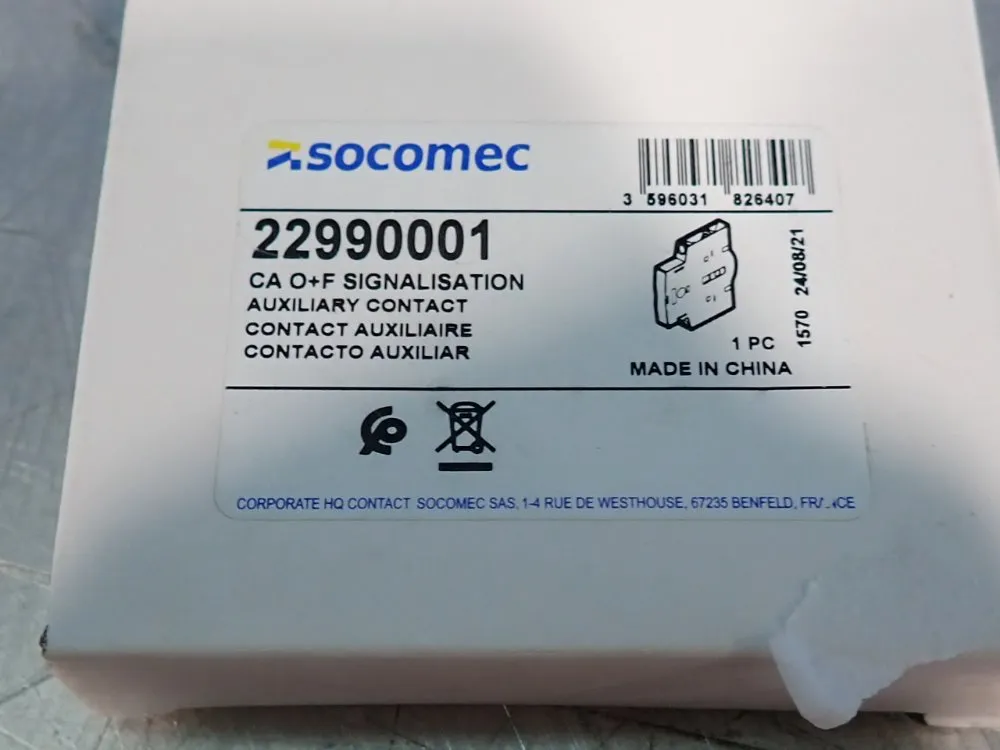 socomec
3 596031 826407
22990001
CA O+F SIGNALISATION
AUXILIARY CONTACT
CONTACT AUXILIAIRE
CONTACTO AUXILIAR
1 PC
MADE IN CHINA
1570 24/08/21
CORPORATE HQ CONTACT SOCOMEC SAS, 1-4 RUE DE WESTHOUSE, 67235 BENFELD,